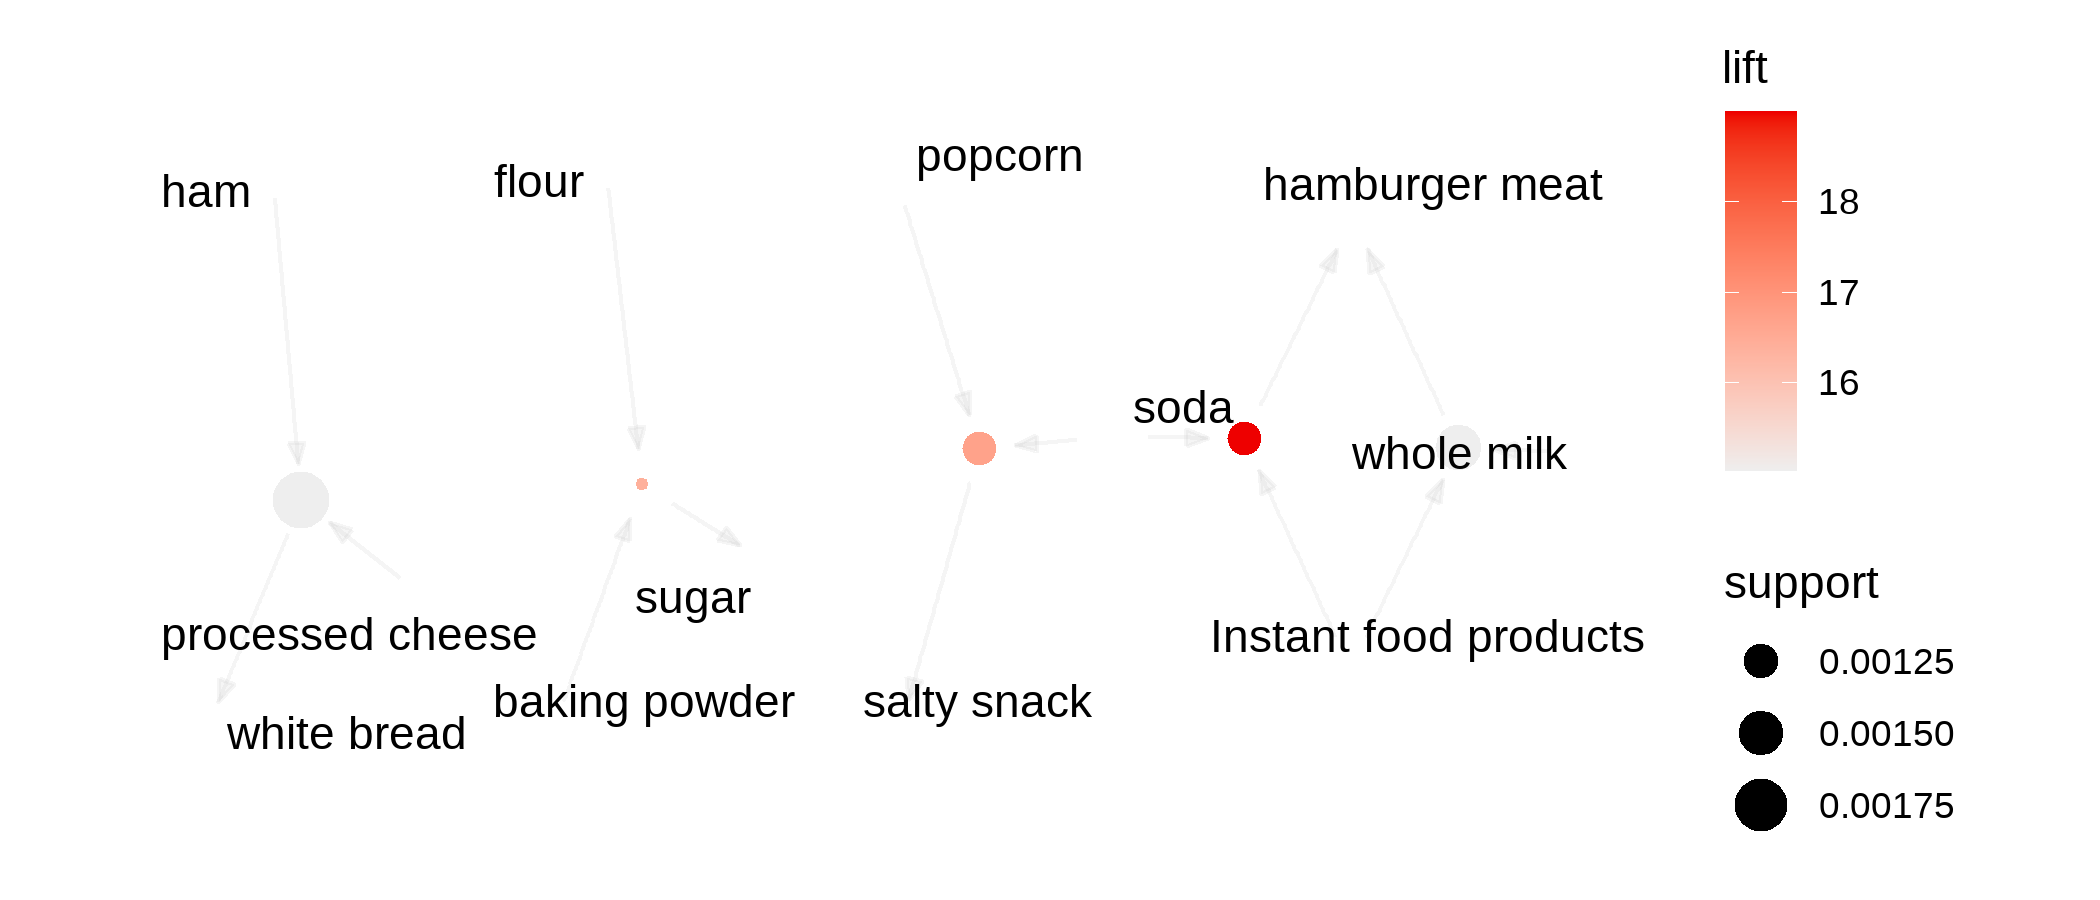 ham
flour
popcorn
hamburger meat
soda
whole milk
sugar
processed cheese
Instant food products
baking powder
salty snack
white bread
lift
18
17
16
support
0.00125
0.00150
0.00175